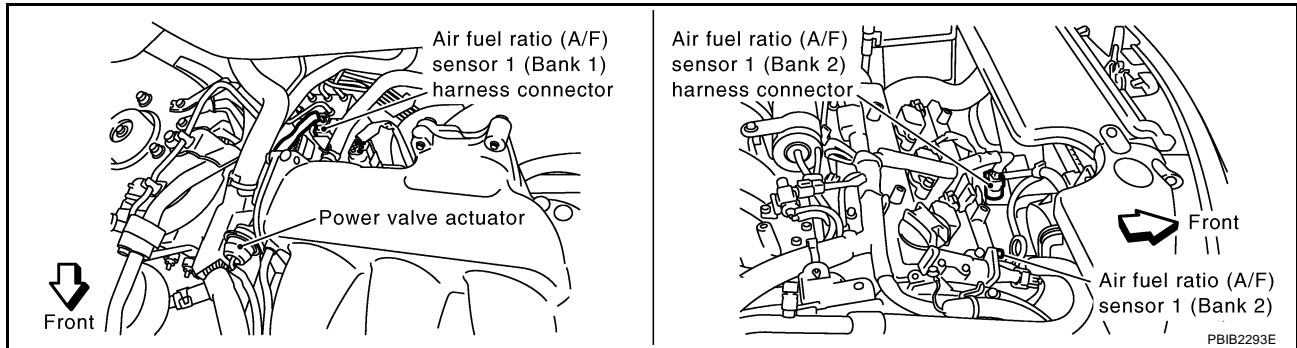 Air fuel ratio (A/F)
sensor 1 (Bank 1)
harness connector
Power valve actuator
Front
Air fuel ratio (A/F)
sensor 1 (Bank 2)
harness connector
Front
Air fuel ratio (A/F)
sensor 1 (Bank 2)
PBIB2293E